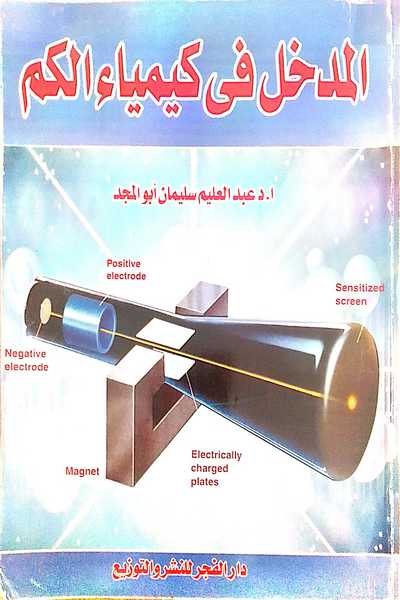 المدخل فى كيمياء الكم
ا.د عبد العليم سليمان أبو المجد
Positive
electrode
Sensitized
screen
Negative
electrode
Magnet
Electrically
charged
plates
دار الفجر للنشر والتوزيع